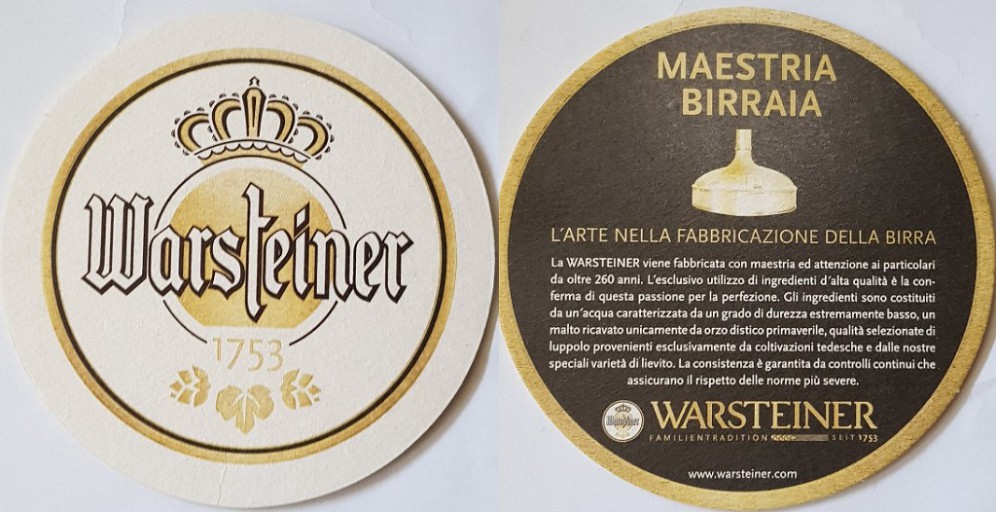 Warsteiner
1753
MAESTRIA
BIRRAIA
L'ARTE NELLA FABBRICAZIONE DELLA BIRRA
La WARSTEINER viene fabbricata con maestria ed attenzione ai particolari
da oltre 260 anni. L'esclusivo utilizzo di ingredienti d'alta qualità è la con-
ferma di questa passione per la perfezione. Gli ingredienti sono costituiti
da un'acqua caratterizzata da un grado di durezza estremamente basso, un
malto ricavato unicamente da orzo distico primaverile, qualità selezionate di
luppolo provenienti esclusivamente da coltivazioni tedesche e dalle nostre
speciali varietà di lievito. La consistenza è garantita da controlli continui che
assicurano il rispetto delle norme più severe.
Warsteiner
WARSTEINER
FAMILIENTRADITION SEIT 1753
www.warsteiner.com